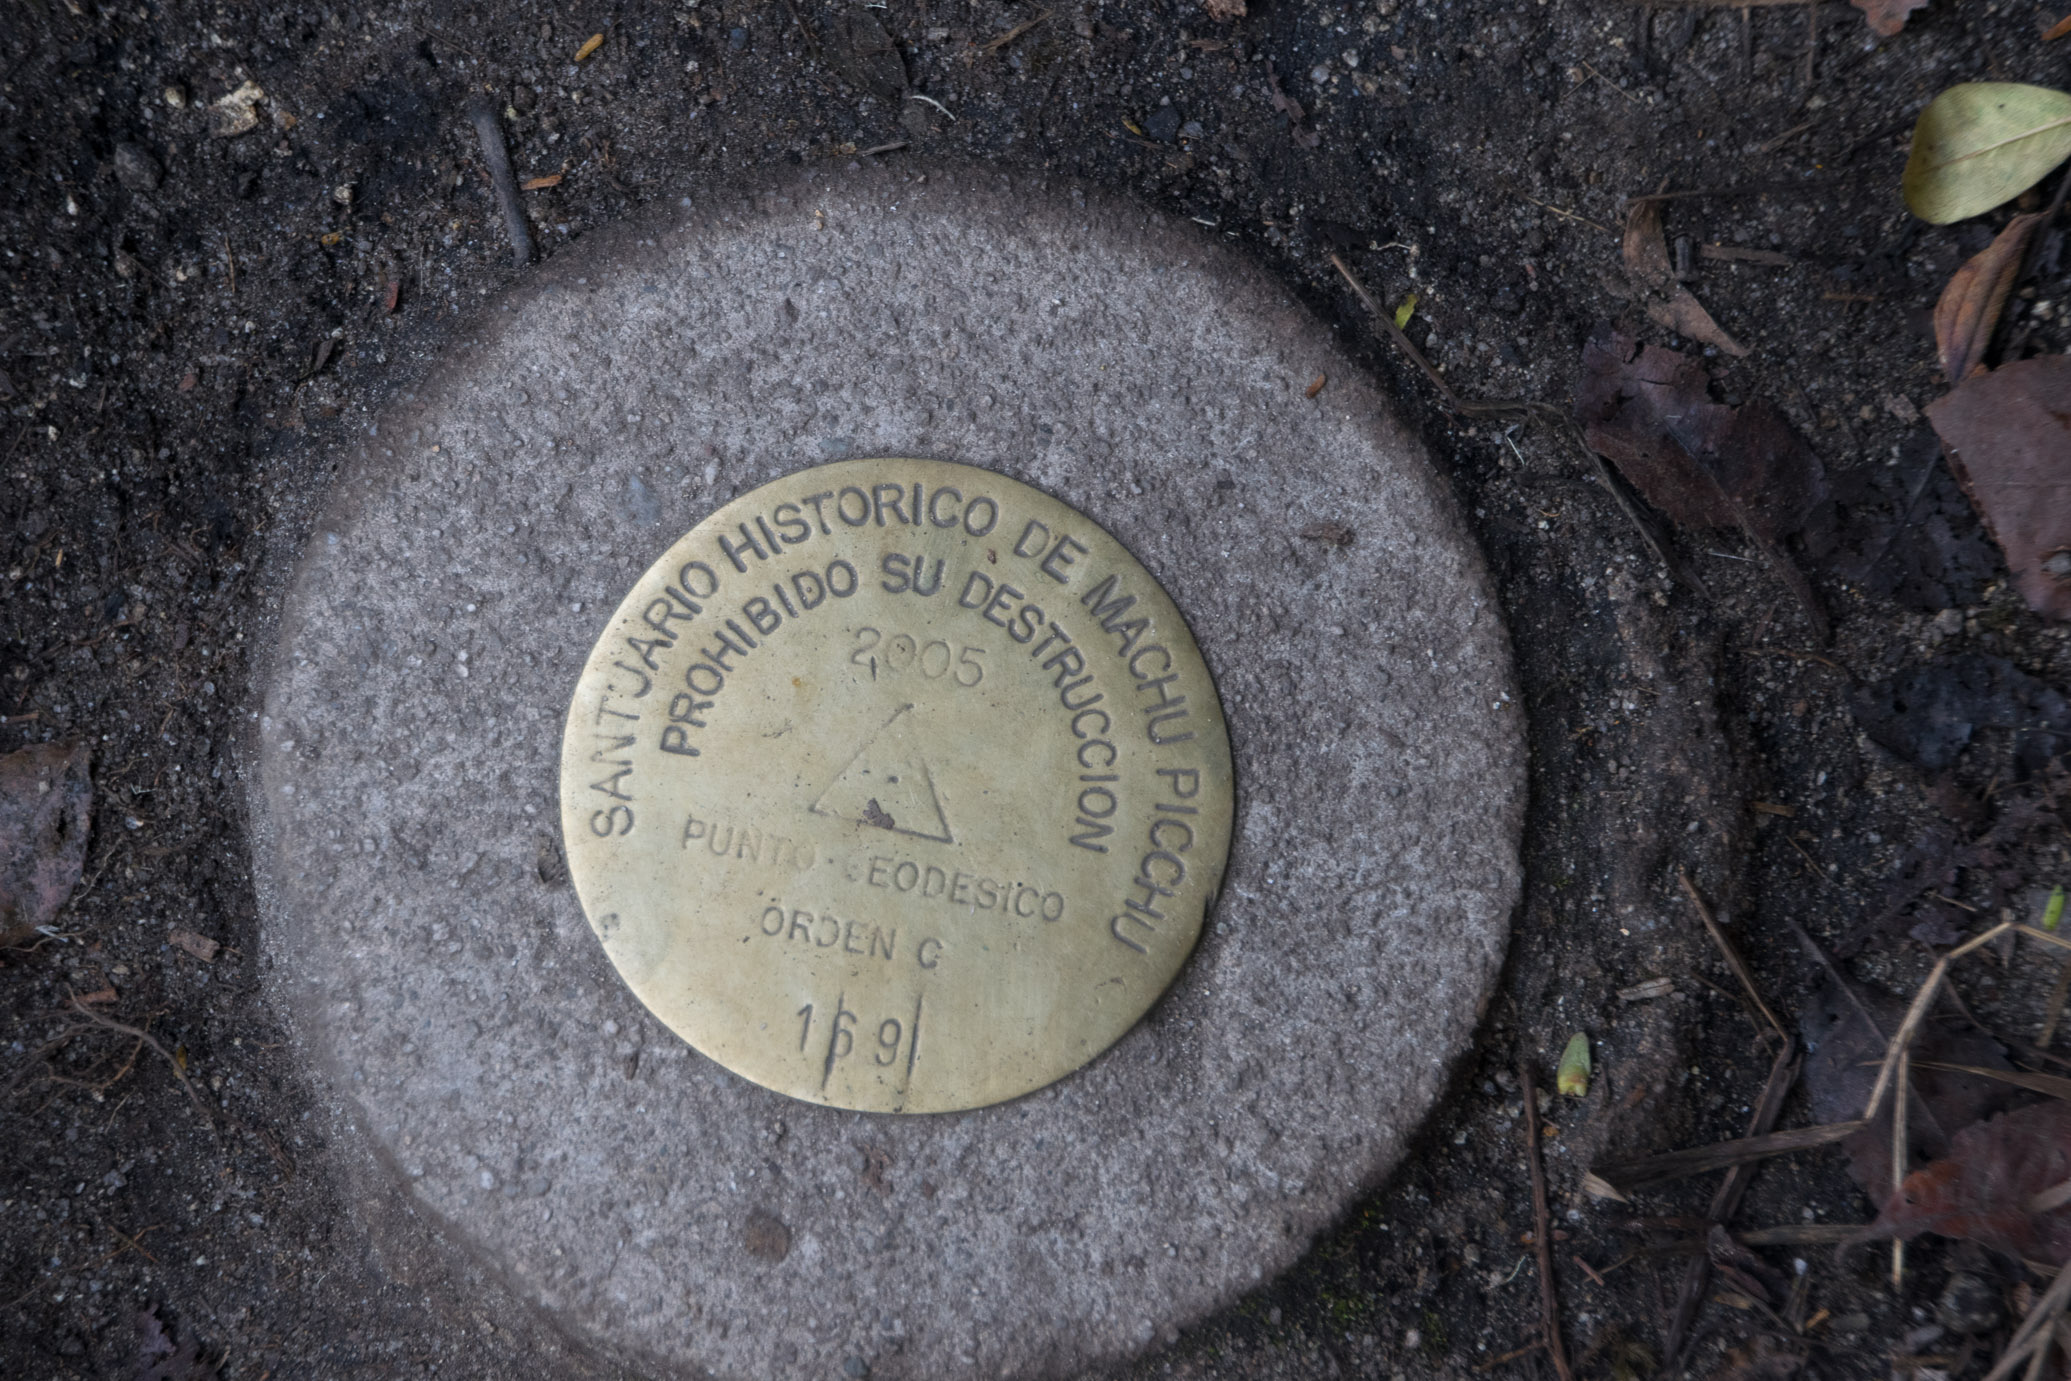 SANTUARIO HISTORICO DE MACHU PICCHU
PROHIBIDO SU DESTRUCCION
2005
PUNTO GEODESICO
ORDEN C
169